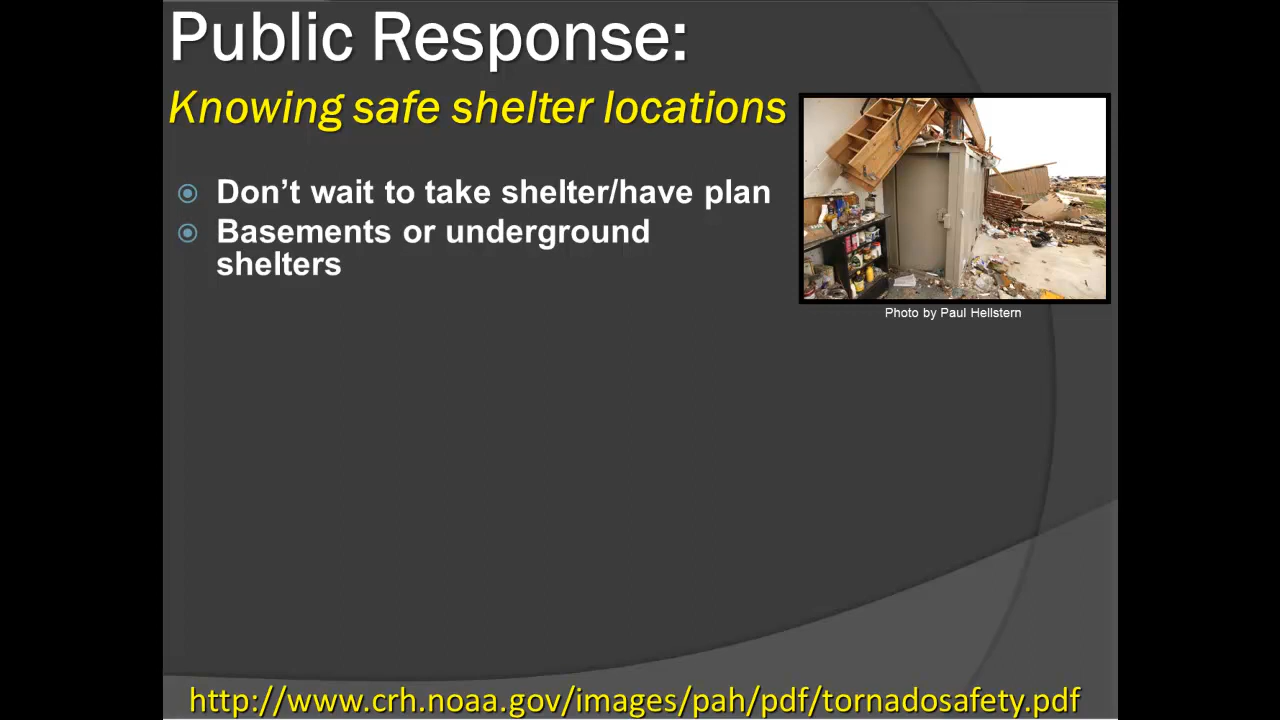 Public Response:
Knowing safe shelter locations
Don’t wait to take shelter/have plan
Basements or underground
shelters
Photo by Paul Hellstern
http://www.crh.noaa.gov/images/pah/pdf/tornadosafety.pdf